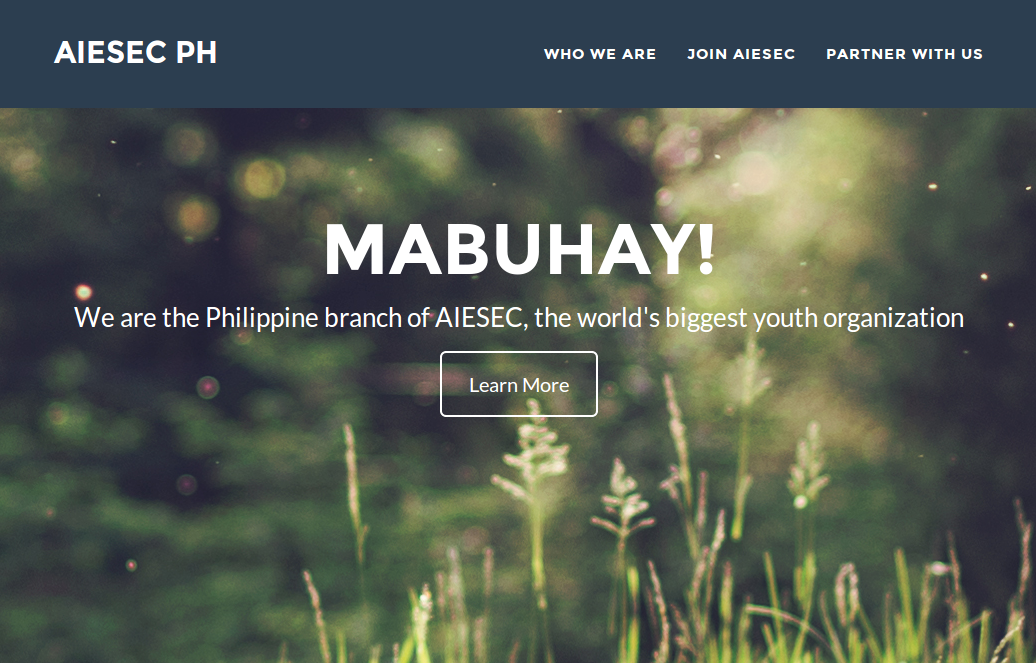 AIESEC PH
WHO WE ARE JOIN AIESEC PARTNER WITH US
MABUHAY!
We are the Philippine branch of AIESEC, the world's biggest youth organization
Learn More